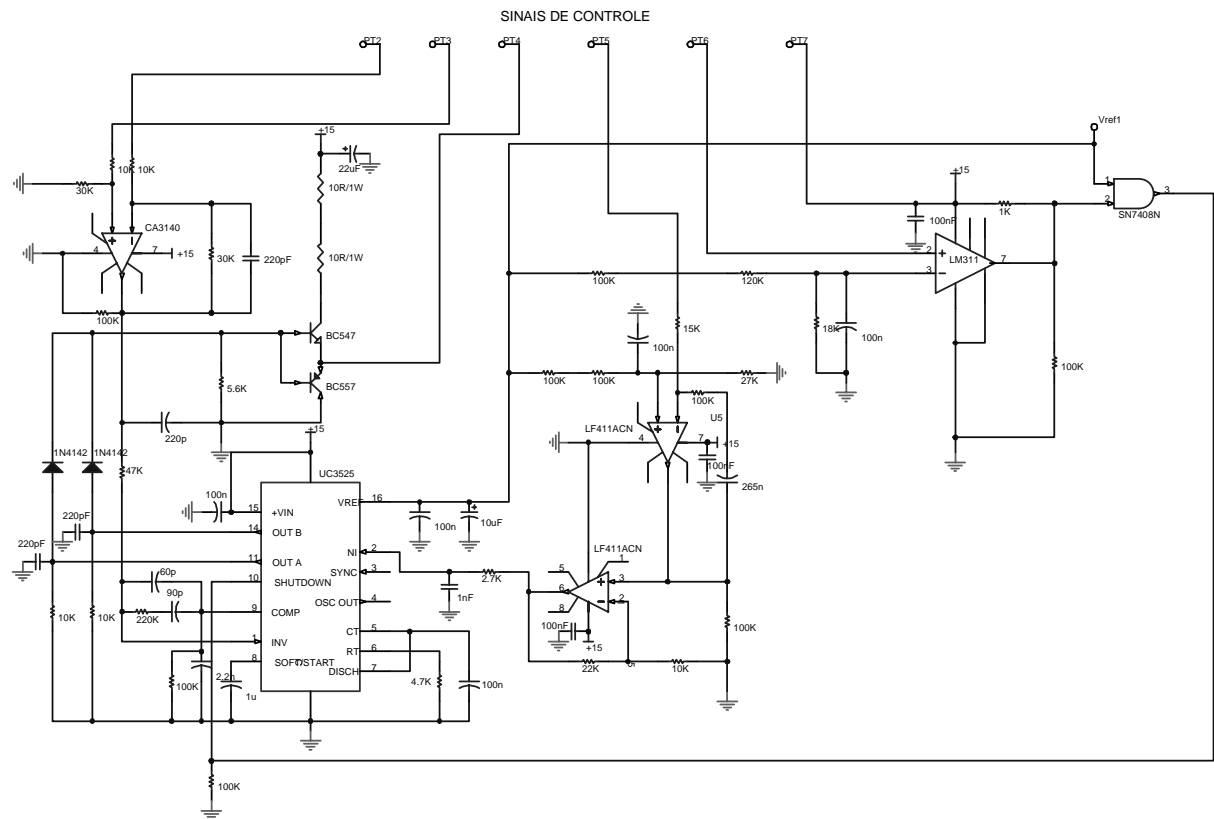 SINAIS DE CONTROLE
PT2
PT3
PT4
PT5
PT6
PT7
Vref1
+15
22uF
10R/1W
10R/1W
10K
10K
30K
CA3140
4
7
+15
30K
220pF
100K
BC547
BC557
5.6K
220p
+15
1N4142
1N4142
47K
UC3525
100n
220pF
220pF
15
+VIN
14
OUT B
11
OUT A
10
SHUTDOWN
9
COMP
1
INV
8
SOFT/START
VREF
16
NI
2
SYNC
3
OSC OUT
4
CT
5
RT
6
DISCH
7
60p
90p
220K
10K
10K
100K
2.2n
1u
4.7K
100n
100K
100n
10uF
1nF
2.7K
100K
120K
15K
100n
100K
100K
27K
100K
U5
LF411ACN
4
7
+15
100nF
265n
LF411ACN
1
5
6
8
3
2
100nF
+15
22K
5
10K
100K
18K
100n
+15
100nF
1K
2
3
LM311
7
100K
1
2
3
SN7408N